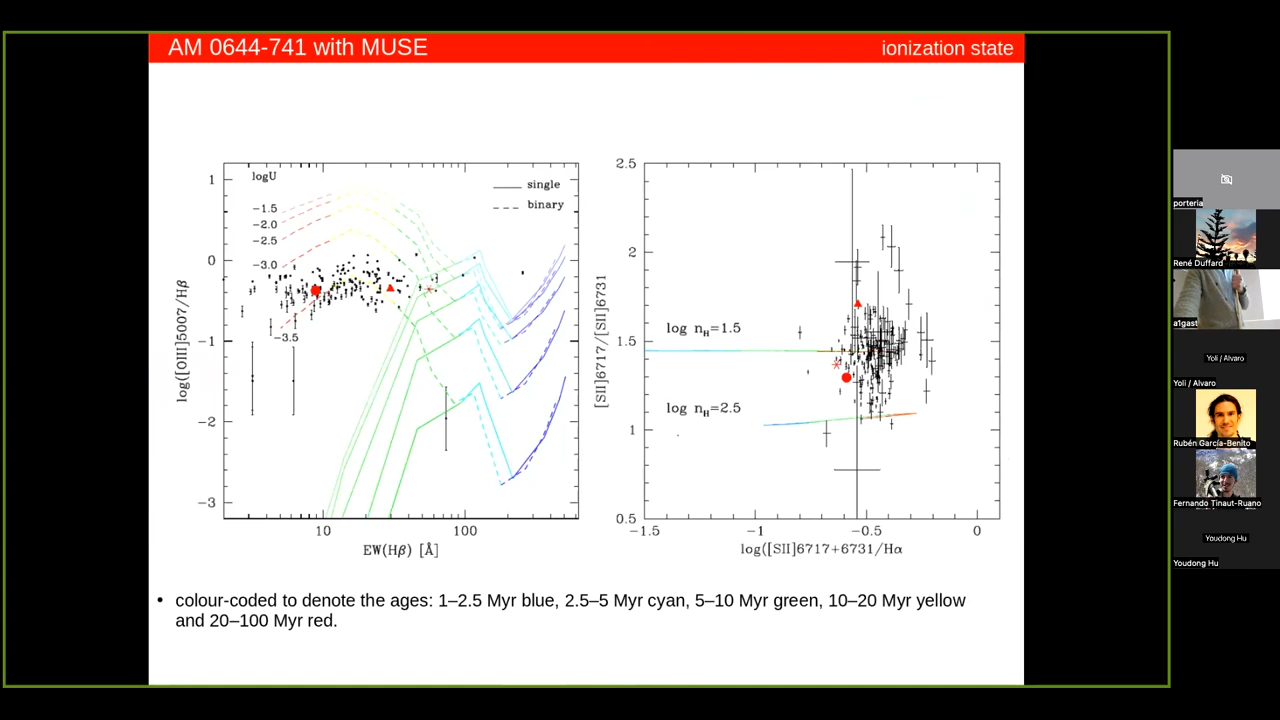 AM 0644-741 with MUSE
ionization state
logU
single
binary
−1.5
−2.0
−2.5
−3.0
−3.5
1
0
−1
−2
−3
log([OIII]5007/Hβ)
10
100
EW(Hβ) [Å]
2.5
2
1.5
1
0.5
[SII]6717/[SII]6731
log n_H=1.5
log n_H=2.5
−1.5
−1
−0.5
0
log([SII]6717+6731/Hα
• colour-coded to denote the ages: 1–2.5 Myr blue, 2.5–5 Myr cyan, 5–10 Myr green, 10–20 Myr yellow
and 20–100 Myr red.
porteria
René Duffard
a1gast
Yoli / Alvaro
Yoli / Alvaro
Rubén García-Benito
Fernando Tinaut-Ruano
Youdong Hu
Youdong Hu